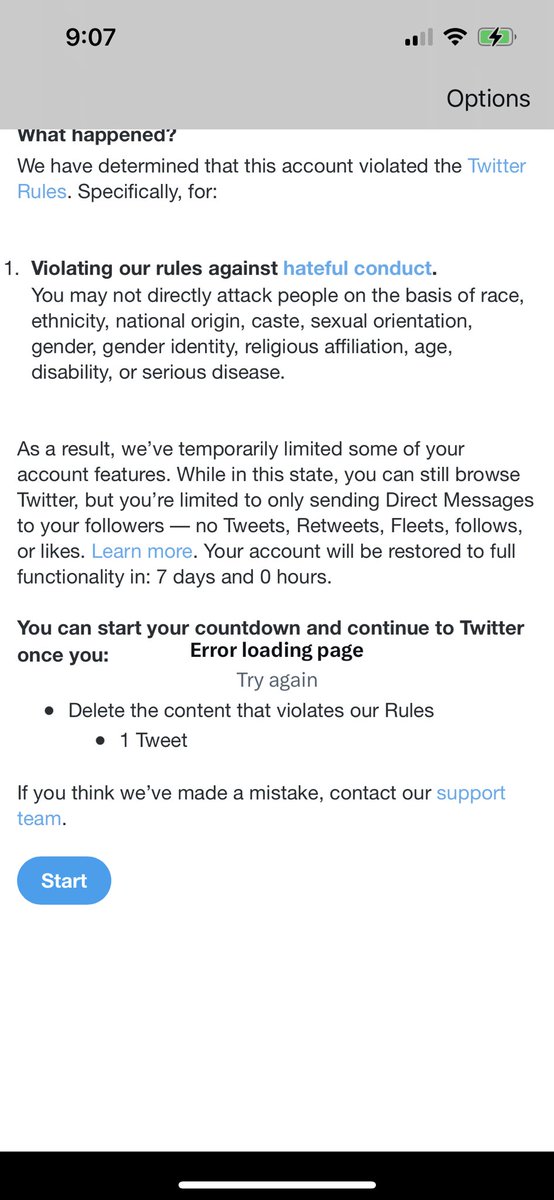 9:07
Options
What happened?
We have determined that this account violated the Twitter
Rules. Specifically, for:
1. Violating our rules against hateful conduct.
You may not directly attack people on the basis of race,
ethnicity, national origin, caste, sexual orientation,
gender, gender identity, religious affiliation, age,
disability, or serious disease.
As a result, we’ve temporarily limited some of your
account features. While in this state, you can still browse
Twitter, but you’re limited to only sending Direct Messages
to your followers — no Tweets, Retweets, Fleets, follows,
or likes. Learn more. Your account will be restored to full
functionality in: 7 days and 0 hours.
You can start your countdown and continue to Twitter
once you:
Error loading page
Try again
• Delete the content that violates our Rules
• 1 Tweet
If you think we’ve made a mistake, contact our support
team.
Start